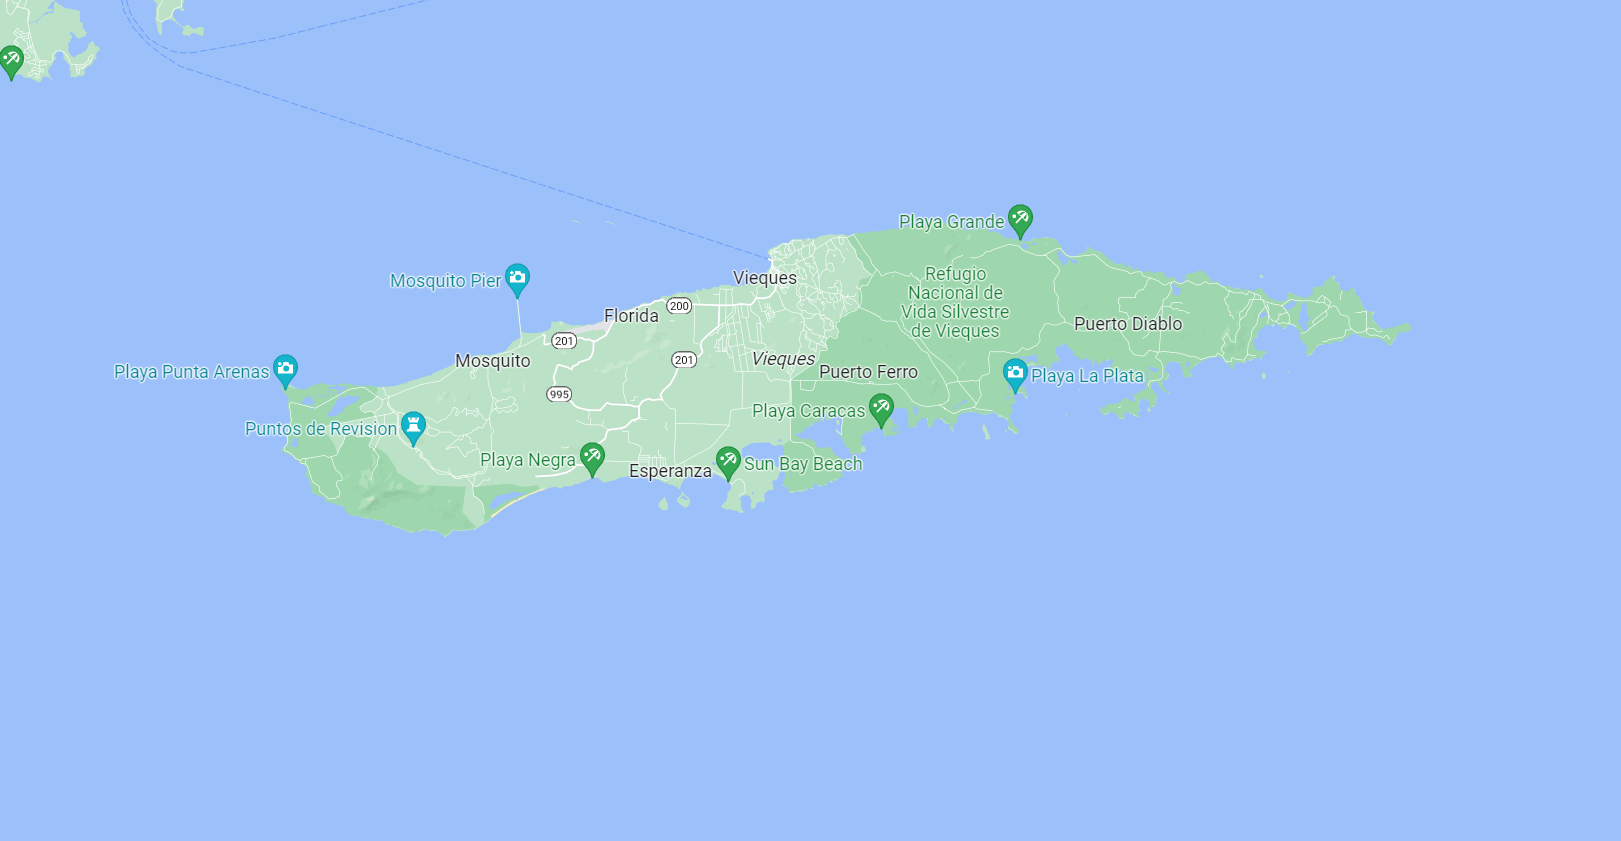 Playa Grande
Refugio
Nacional de
Vida Silvestre
de Vieques
Vieques
Mosquito Pier
Florida
200
Puerto Diablo
201
Mosquito
201
Vieques
Playa Punta Arenas
Puerto Ferro
Playa La Plata
995
Playa Caracas
Puntos de Revision
Playa Negra
Esperanza
Sun Bay Beach